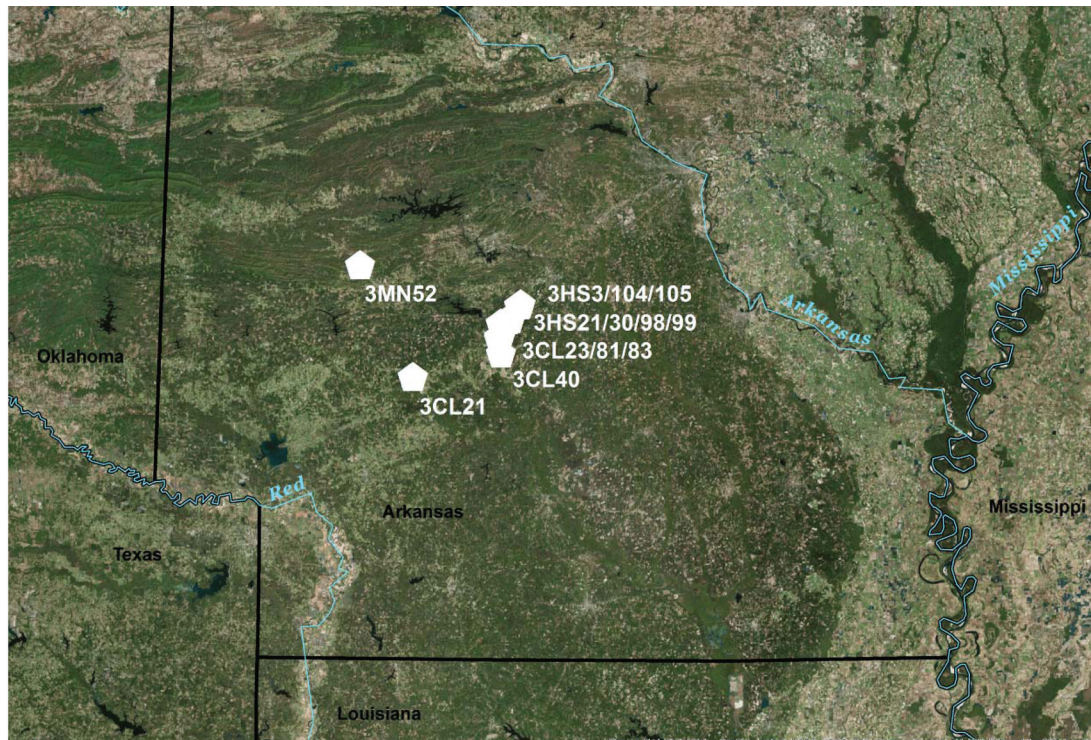 Mississippi
3MN52
3HS3/104/105
3HS21/30/98/99
3CL23/81/83
3CL40
3CL21
Oklahoma
Arkansas
Red
Arkansas
Mississippi
Texas
Louisiana